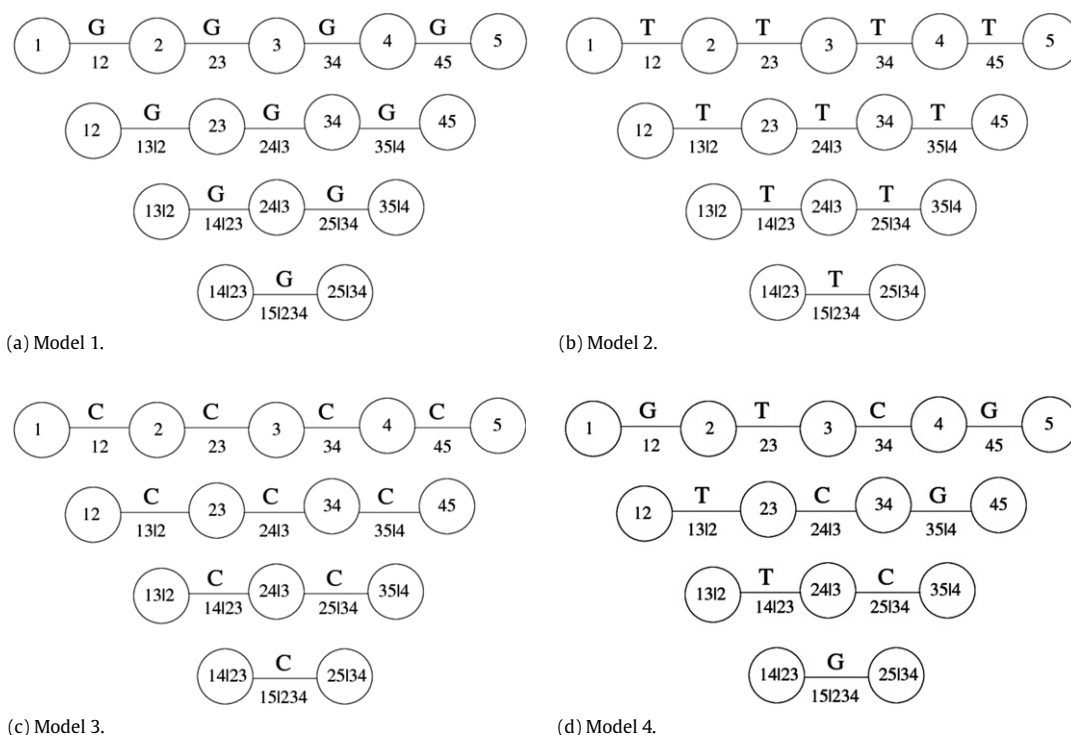 G G G G
1 2 3 4 5
12 23 34 45
G G G
12 23 34 45
13|2 24|3 35|4
G G
13|2 24|3 35|4
14|23 25|34
G
14|23 25|34
15|234
(a) Model 1.
T T T T
1 2 3 4 5
12 23 34 45
T T T
12 23 34 45
13|2 24|3 35|4
T T
13|2 24|3 35|4
14|23 25|34
T
14|23 25|34
15|234
(b) Model 2.
C C C C
1 2 3 4 5
12 23 34 45
C C C
12 23 34 45
13|2 24|3 35|4
C C
13|2 24|3 35|4
14|23 25|34
C
14|23 25|34
15|234
(c) Model 3.
G T C G
1 2 3 4 5
12 23 34 45
T C G
12 23 34 45
13|2 24|3 35|4
T C
13|2 24|3 35|4
14|23 25|34
G
14|23 25|34
15|234
(d) Model 4.